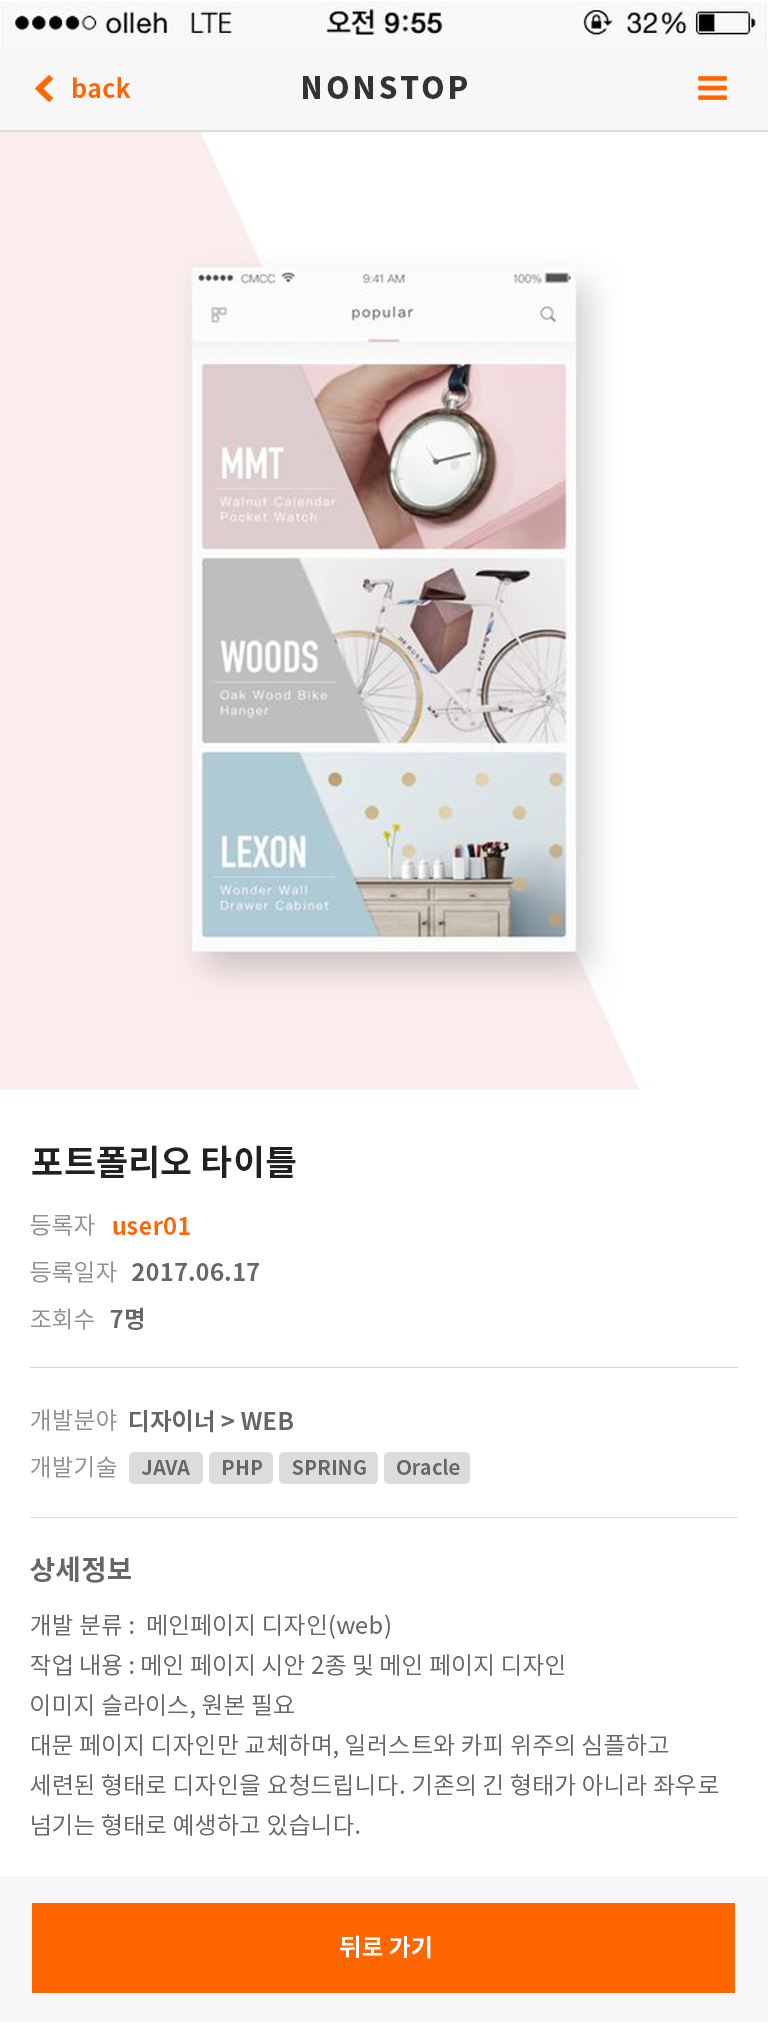 olleh LTE 오전 9:55 32%
back NONSTOP
CMCC 9:41 AM 100%
popular
MMT
Walnut Calendar
Pocket Watch
WOODS
Oak Wood Bike
Hanger
LEXON
Wonder Wall
Drawer Cabinet
포트폴리오 타이틀
등록자 user01
등록일자 2017.06.17
조회수 7명
개발분야 디자이너 > WEB
개발기술 JAVA PHP SPRING Oracle
상세정보
개발 분류 : 메인페이지 디자인(web)
작업 내용 : 메인 페이지 시안 2종 및 메인 페이지 디자인
이미지 슬라이스, 원본 필요
대문 페이지 디자인만 교체하며, 일러스트와 카피 위주의 심플하고
세련된 형태로 디자인을 요청드립니다. 기존의 긴 형태가 아니라 좌우로
넘기는 형태로 예생하고 있습니다.
뒤로 가기